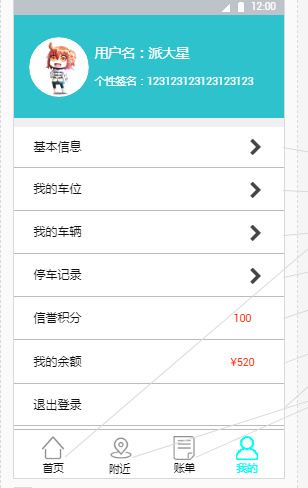 12:00
用户名：派大星
个性签名：123123123123123123
基本信息
我的车位
我的车辆
停车记录
信誉积分 100
我的余额 ¥520
退出登录
首页 附近 账单 我的